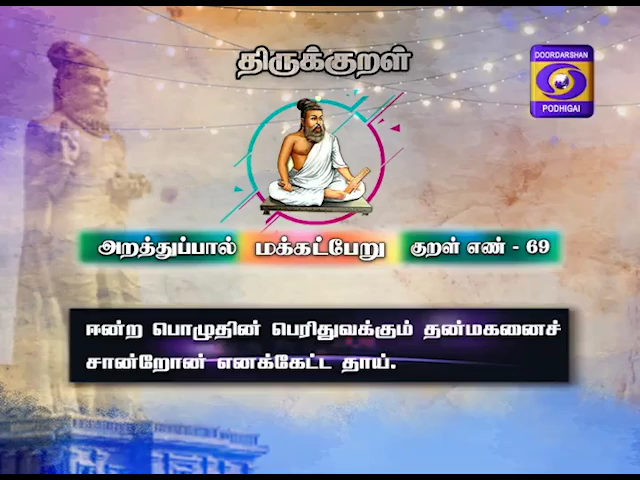 திருக்குறள்
DOORDARSHAN
PODHIGAI
அறத்துப்பால் மக்கட்பேறு குறள் எண் - 69
ஈன்ற பொழுதின் பெரிதுவக்கும் தன்மகனைச்
சான்றோன் எனக்கேட்ட தாய்.